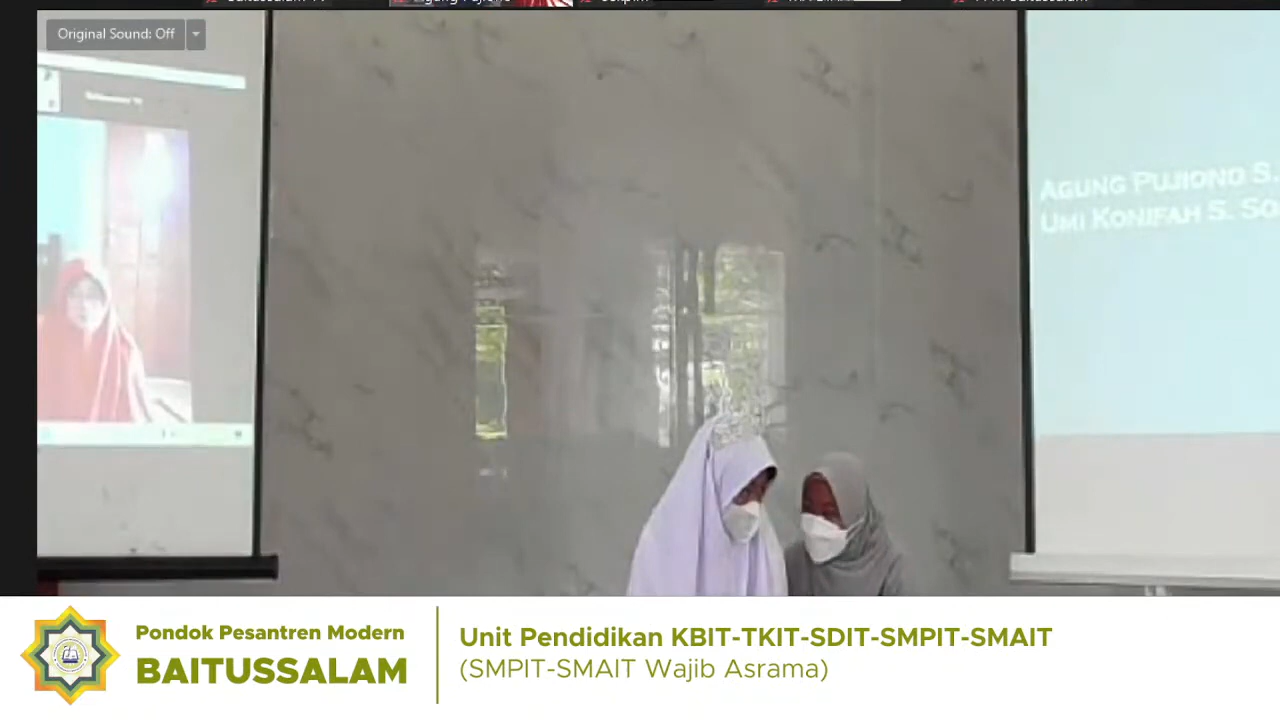 Original Sound: Off
AGUNG PUJIONO S.
UMI KONIFAH S. SO
Pondok Pesantren Modern
BAITUSSALAM
Unit Pendidikan KBIT-TKIT-SDIT-SMPIT-SMAIT
(SMPIT-SMAIT Wajib Asrama)